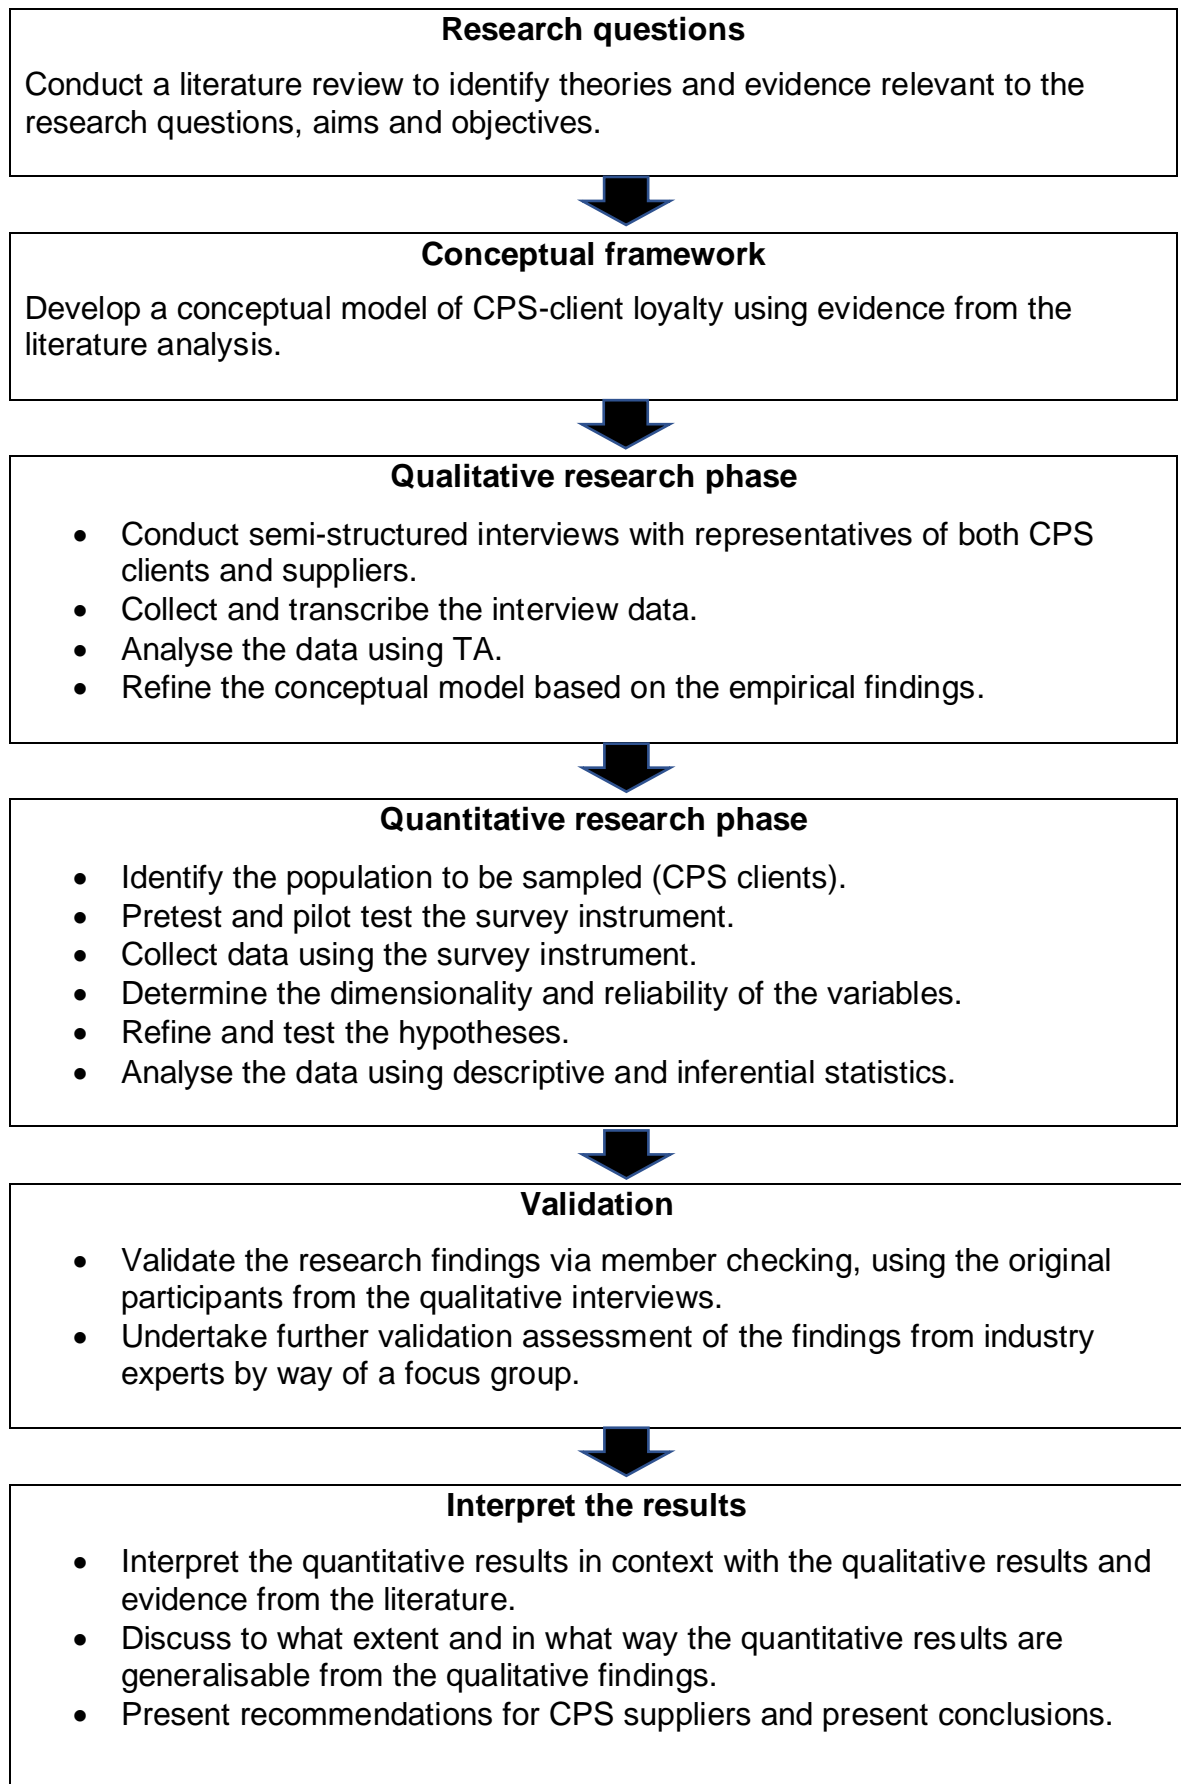 Research questions
Conduct a literature review to identify theories and evidence relevant to the
research questions, aims and objectives.
Conceptual framework
Develop a conceptual model of CPS-client loyalty using evidence from the
literature analysis.
Qualitative research phase
• Conduct semi-structured interviews with representatives of both CPS
clients and suppliers.
• Collect and transcribe the interview data.
• Analyse the data using TA.
• Refine the conceptual model based on the empirical findings.
Quantitative research phase
• Identify the population to be sampled (CPS clients).
• Pretest and pilot test the survey instrument.
• Collect data using the survey instrument.
• Determine the dimensionality and reliability of the variables.
• Refine and test the hypotheses.
• Analyse the data using descriptive and inferential statistics.
Validation
• Validate the research findings via member checking, using the original
participants from the qualitative interviews.
• Undertake further validation assessment of the findings from industry
experts by way of a focus group.
Interpret the results
• Interpret the quantitative results in context with the qualitative results and
evidence from the literature.
• Discuss to what extent and in what way the quantitative results are
generalisable from the qualitative findings.
• Present recommendations for CPS suppliers and present conclusions.